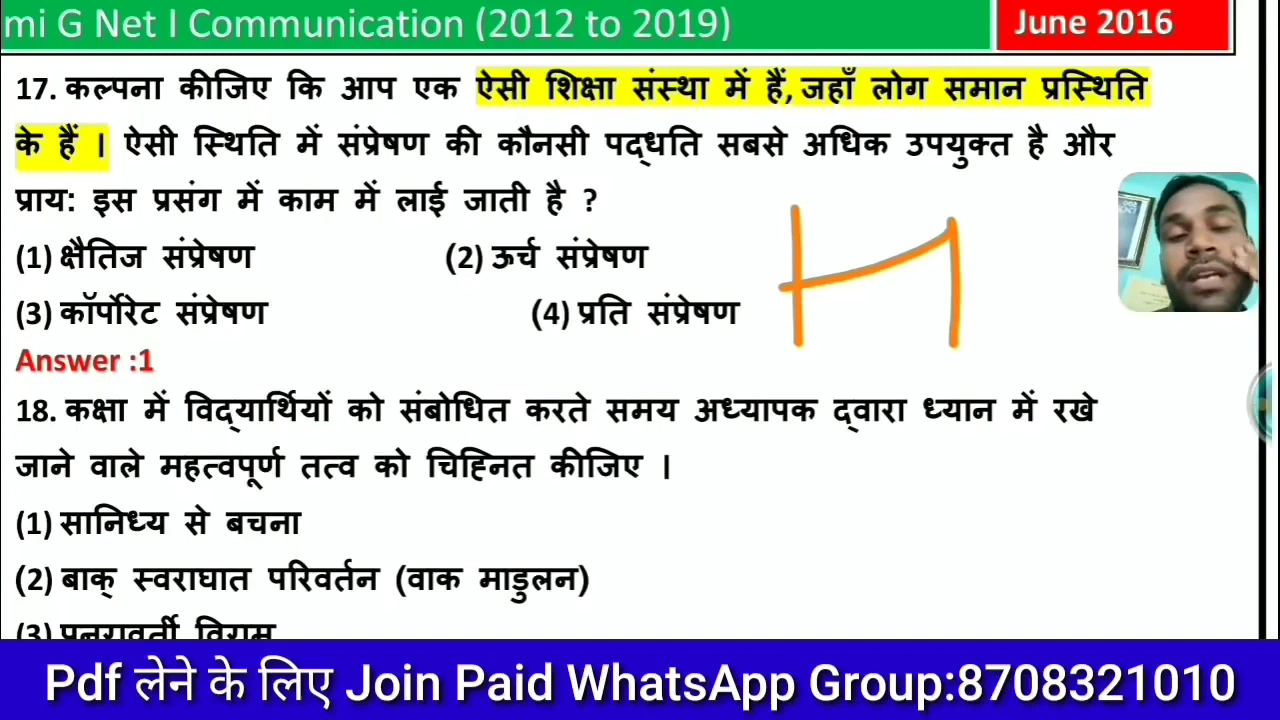 mi G Net I Communication (2012 to 2019)
June 2016
17. कल्पना कीजिए कि आप एक ऐसी शिक्षा संस्था में हैं, जहाँ लोग समान प्रस्थिति
के हैं । ऐसी स्थिति में संप्रेषण की कौनसी पद्धति सबसे अधिक उपयुक्त है और
प्राय: इस प्रसंग में काम में लाई जाती है ?
(1) क्षैतिज संप्रेषण (2) ऊर्च संप्रेषण
(3) कॉर्पोरेट संप्रेषण (4) प्रति संप्रेषण
Answer :1
18. कक्षा में विद्यार्थियों को संबोधित करते समय अध्यापक द्वारा ध्यान में रखे
जाने वाले महत्वपूर्ण तत्व को चिह्नित कीजिए ।
(1) सानिध्य से बचना
(2) बाक् स्वराघात परिवर्तन (वाक माडुलन)
(3) पुनरावर्ती विराम
Pdf लेने के लिए Join Paid WhatsApp Group:8708321010